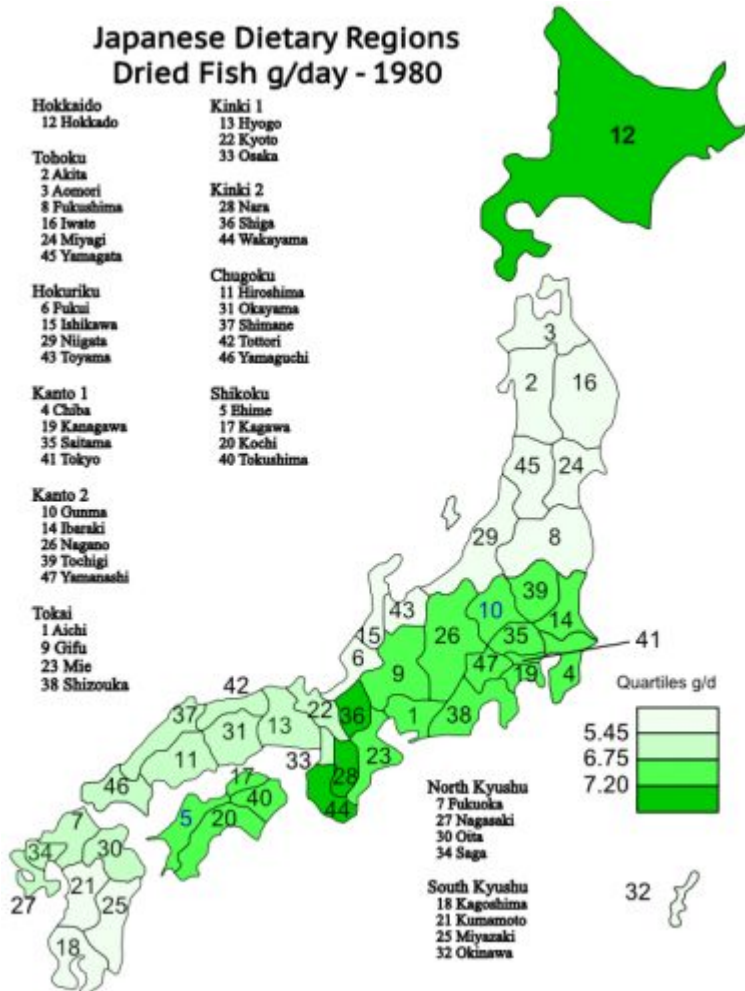 Japanese Dietary Regions
Dried Fish g/day - 1980
Hokkaido
12 Hokkado
Tohoku
2 Akita
3 Aomori
8 Fukushima
16 Iwate
24 Miyagi
45 Yamagata
Hokuriku
6 Fukui
15 Ishikawa
29 Niigata
43 Toyama
Kanto 1
4 Chiba
19 Kanagawa
35 Saitama
41 Tokyo
Kanto 2
10 Gunma
14 Ibaraki
26 Nagano
39 Tochigi
47 Yamanashi
Tokai
1 Aichi
9 Gifu
23 Mie
38 Shizouka
Kinki 1
13 Hyogo
22 Kyoto
33 Osaka
Kinki 2
28 Nara
36 Shiga
44 Wakayama
Chugoku
11 Hiroshima
31 Okayama
37 Shimane
42 Tottori
46 Yamaguchi
Shikoku
5 Ehime
17 Kagawa
20 Kochi
40 Tokushima
12
3
2
16
45
24
29
8
39
43
10
14
15
26
35
41
6
9
47
19
4
42
22
36
1
38
37
31
13
11
33
23
28
46
17
44
5
20
40
7
34
30
21
27
25
18
32
Quartiles g/d
5.45
6.75
7.20
North Kyushu
7 Fukuoka
27 Nagasaki
30 Oita
34 Saga
South Kyushu
18 Kagoshima
21 Kumamoto
25 Miyazaki
32 Okinawa